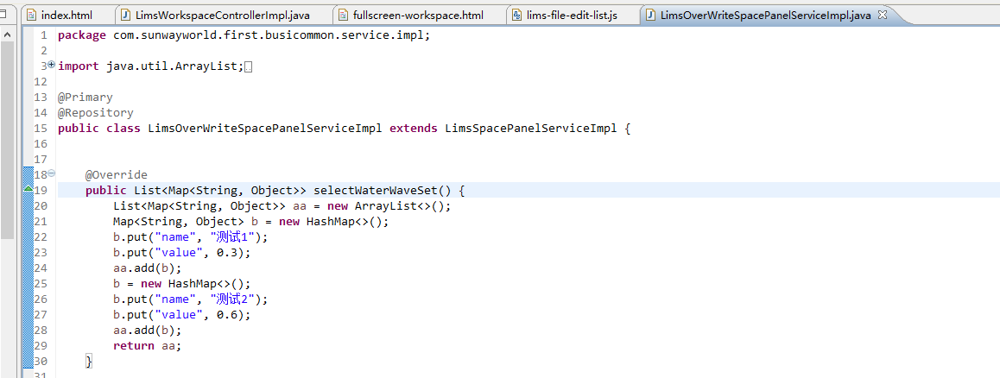 index.html LimsWorkspaceControllerImpl.java fullscreen-workspace.html lims-file-edit-list.js LimsOverWriteSpacePanelServiceImpl.java
1 package com.sunwayworld.first.busicommon.service.impl;
2
3 import java.util.ArrayList;
12
13 @Primary
14 @Repository
15 public class LimsOverWriteSpacePanelServiceImpl extends LimsSpacePanelServiceImpl {
16
17
18 @Override
19 public List<Map<String, Object>> selectWaterWaveSet() {
20 List<Map<String, Object>> aa = new ArrayList<>();
21 Map<String, Object> b = new HashMap<>();
22 b.put("name", "测试1");
23 b.put("value", 0.3);
24 aa.add(b);
25 b = new HashMap<>();
26 b.put("name", "测试2");
27 b.put("value", 0.6);
28 aa.add(b);
29 return aa;
30 }
31